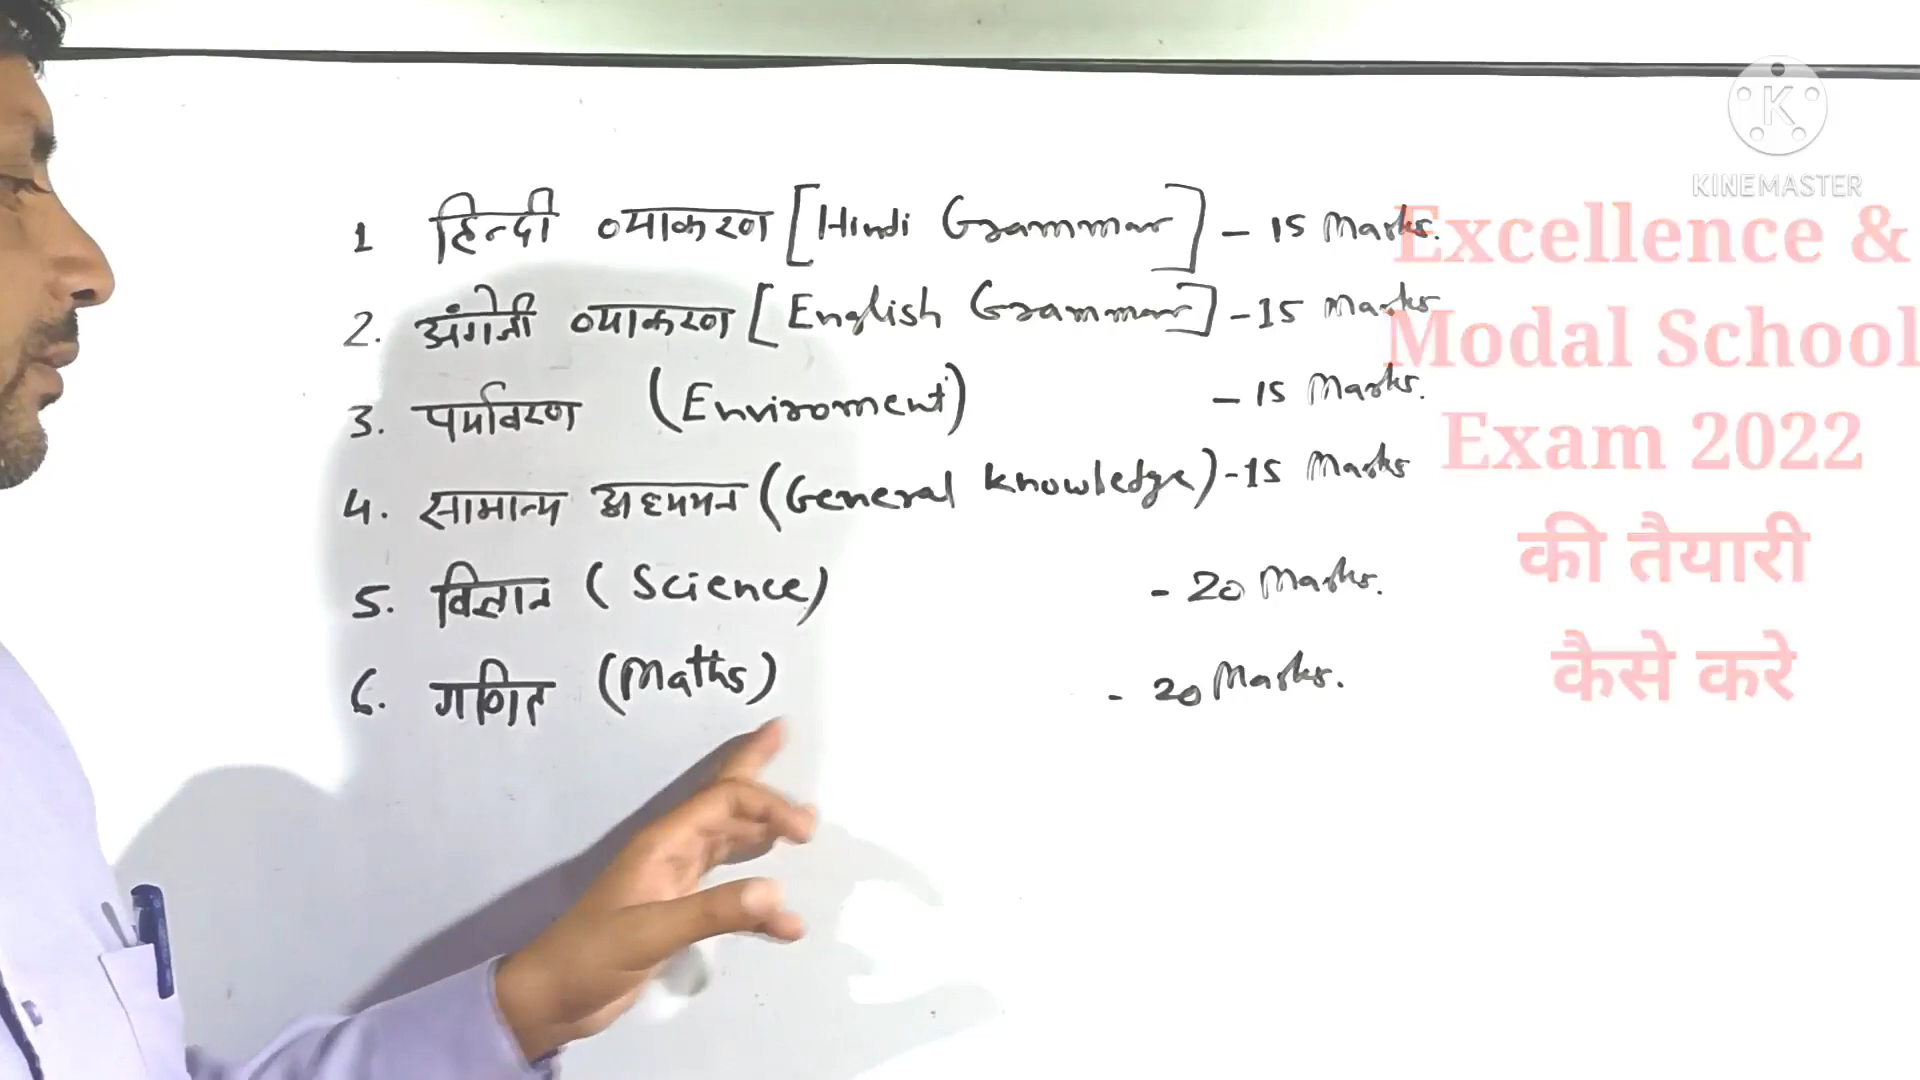 1 हिन्दी व्याकरण [Hindi Grammar] - 15 Marks.
2. अंग्रेजी व्याकरण [English Grammar] - 15 Marks
3. पर्यावरण (Enviroment) - 15 Marks.
4. सामान्य अध्ययन (General Knowledge) - 15 Marks
5. विज्ञान (Science) - 20 Marks.
6. गणित (Maths) - 20 Marks.
KINEMASTER
Excellence &
Modal School
Exam 2022
की तैयारी
कैसे करे